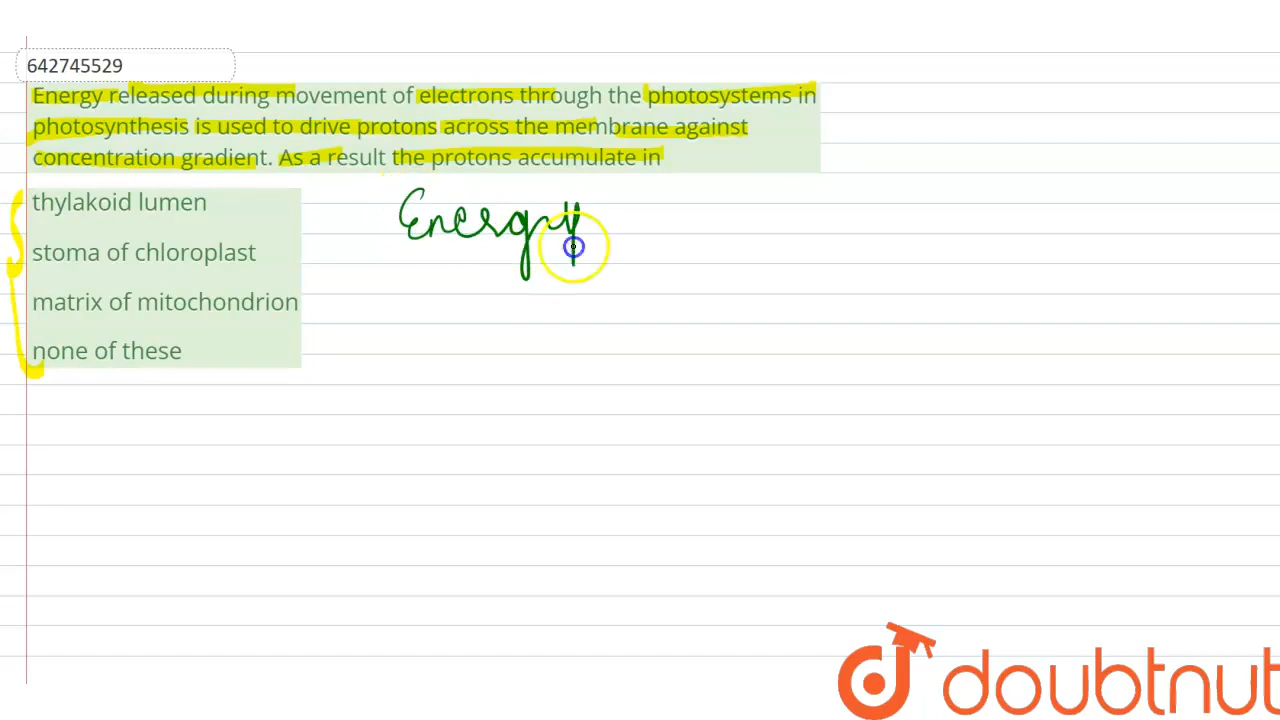 642745529
Energy released during movement of electrons through the photosystems in
photosynthesis is used to drive protons across the membrane against
concentration gradient. As a result the protons accumulate in
thylakoid lumen
stoma of chloroplast
matrix of mitochondrion
none of these
Energy
doubtnut